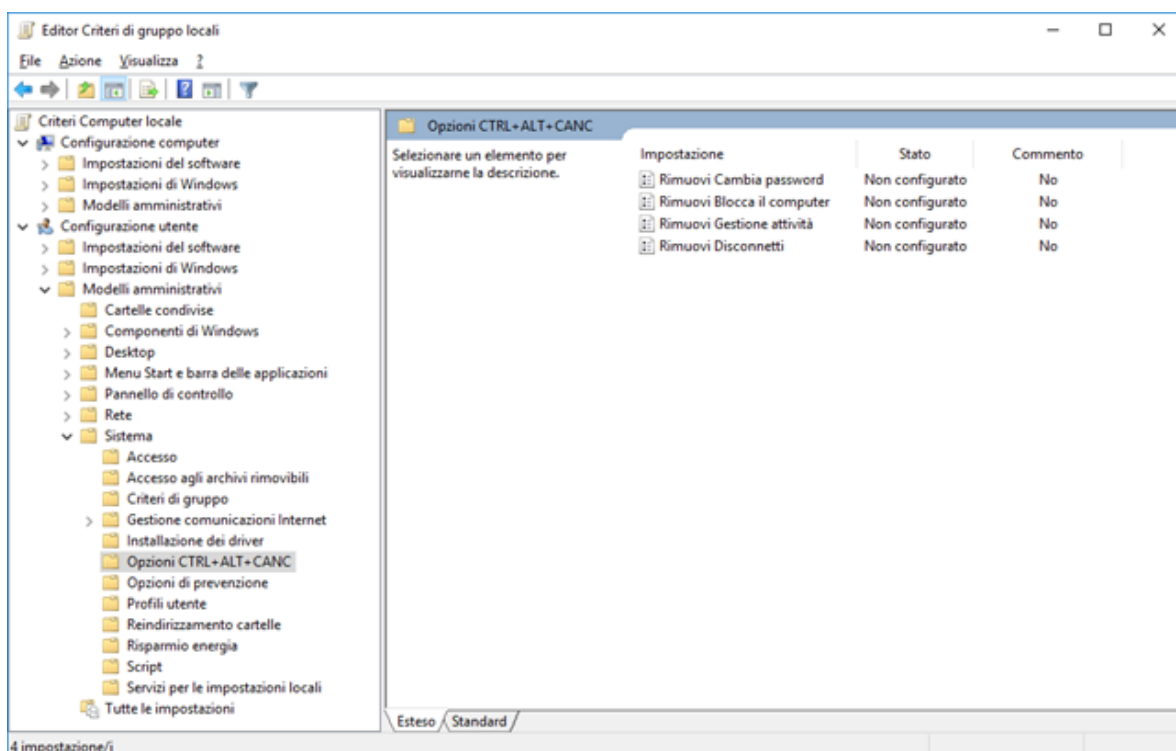 Editor Criteri di gruppo locali
File Azione Visualizza ?
Criteri Computer locale
Configurazione computer
Impostazioni del software
Impostazioni di Windows
Modelli amministrativi
Configurazione utente
Impostazioni del software
Impostazioni di Windows
Modelli amministrativi
Cartelle condivise
Componenti di Windows
Desktop
Menu Start e barra delle applicazioni
Pannello di controllo
Rete
Sistema
Accesso
Accesso agli archivi rimovibili
Criteri di gruppo
Gestione comunicazioni Internet
Installazione dei driver
Opzioni CTRL+ALT+CANC
Opzioni di prevenzione
Profili utente
Reindirizzamento cartelle
Risparmio energia
Script
Servizi per le impostazioni locali
Tutte le impostazioni
Opzioni CTRL+ALT+CANC
Selezionare un elemento per
visualizzarne la descrizione.
Impostazione Stato Commento
Rimuovi Cambia password Non configurato No
Rimuovi Blocca il computer Non configurato No
Rimuovi Gestione attività Non configurato No
Rimuovi Disconnetti Non configurato No
Esteso Standard
4 impostazione/i